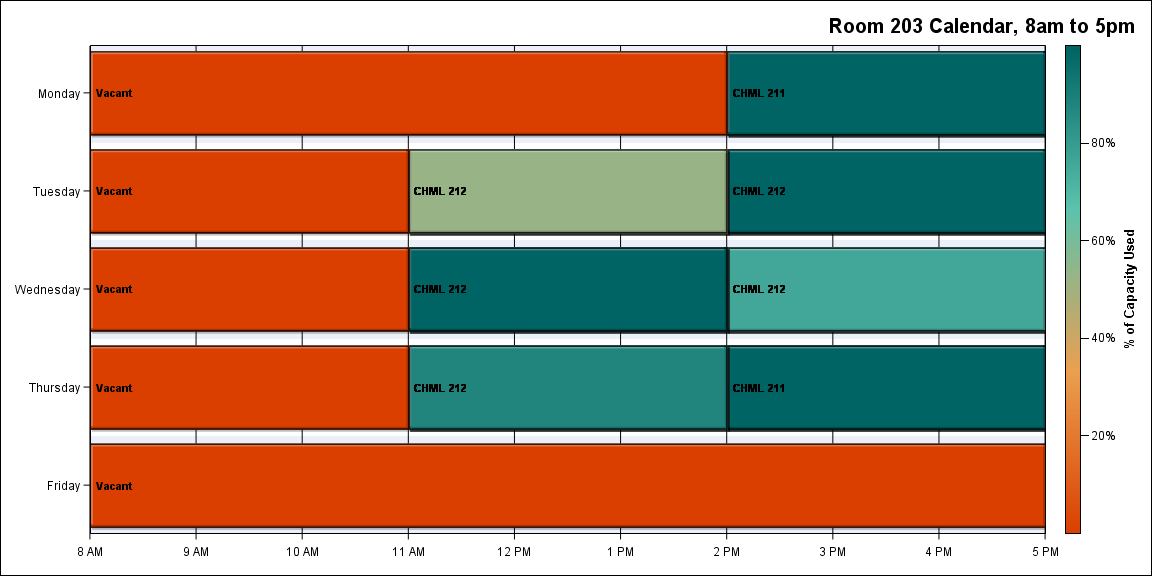 Room 203 Calendar, 8am to 5pm
Monday
Vacant
CHML 211
Tuesday
Vacant
CHML 212
CHML 212
Wednesday
Vacant
CHML 212
CHML 212
Thursday
Vacant
CHML 212
CHML 211
Friday
Vacant
8 AM
9 AM
10 AM
11 AM
12 PM
1 PM
2 PM
3 PM
4 PM
5 PM
80%
60%
40%
20%
% of Capacity Used